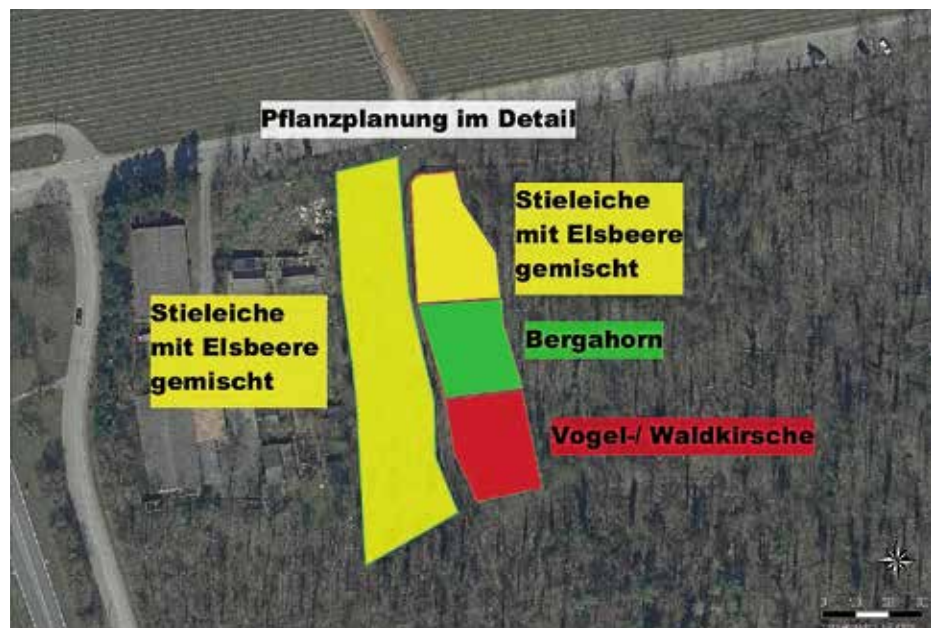 Pflanzplanung im Detail
Stieleiche
mit Elsbeere
gemischt
Stieleiche
mit Elsbeere
gemischt
Bergahorn
Vogel-/ Waldkirsche